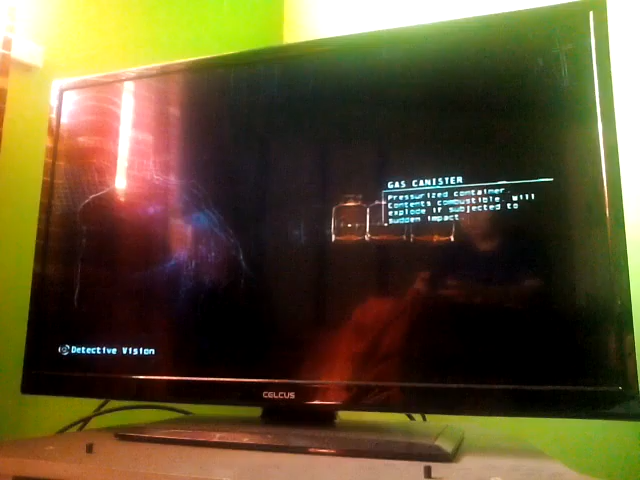 GAS CANISTER
Pressurized container.
Contents combustible. Will
explode if subjected to
sudden impact.
Detective Vision
CELCUS